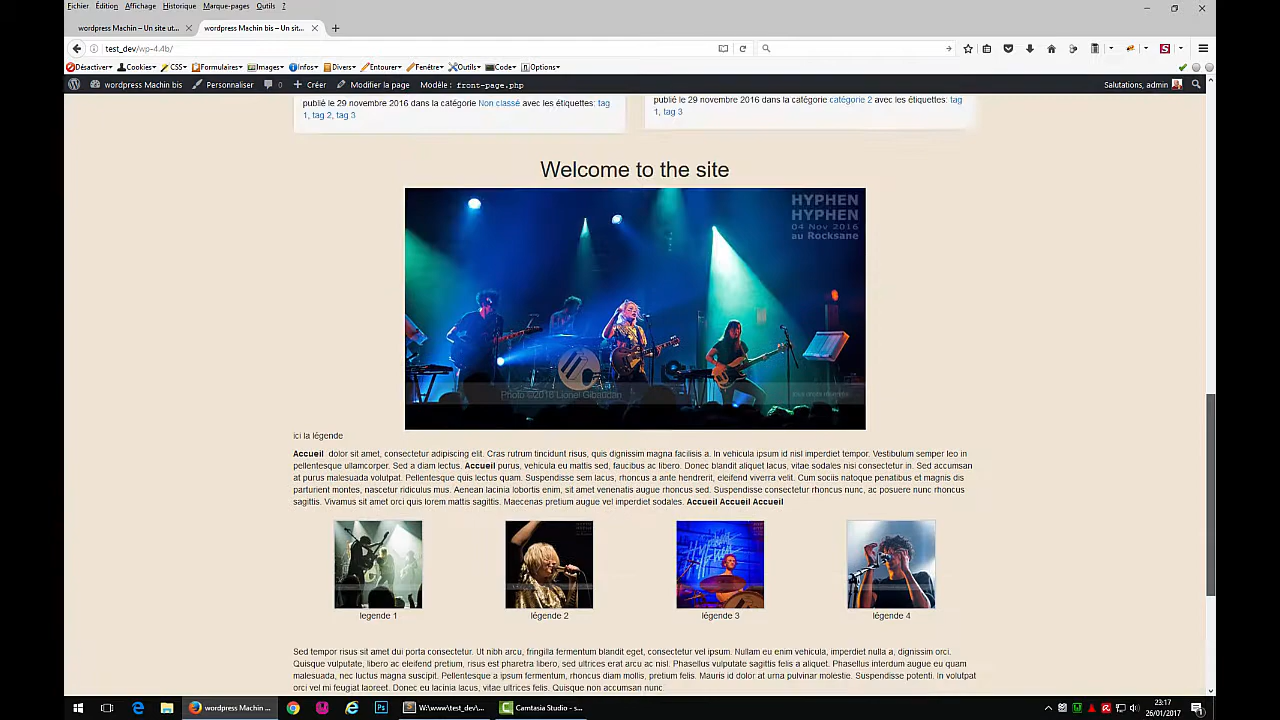 Fichier Édition Affichage Historique Marque-pages Outils ?
wordpress Machin – Un site ut... wordpress Machin bis – Un sit...
test_dev/wp-4.4b/
Désactiver Cookies CSS Formulaires Images Infos Divers Entourer Fenêtre Outils Code Options
wordpress Machin bis Personnaliser 0 Créer Modifier la page Modèle : front-page.php Salutations, admin
publié le 29 novembre 2016 dans la catégorie Non classé avec les étiquettes: tag
1, tag 2, tag 3
publié le 29 novembre 2016 dans la catégorie catégorie 2 avec les étiquettes: tag
1, tag 3
Welcome to the site
HYPHEN
HYPHEN
04 Nov 2016
au Rocksane
Photo ©2016 Lionel Gibaudan
ici la légende
Accueil dolor sit amet, consectetur adipiscing elit. Cras rutrum tincidunt risus, quis dignissim magna facilisis a. In vehicula ipsum id nisl imperdiet tempor. Vestibulum semper leo in
pellentesque ullamcorper. Sed a diam lectus. Accueil purus, vehicula eu mattis sed, faucibus ac libero. Donec blandit aliquet lacus, vitae sodales nisi consectetur in. Sed accumsan
at purus malesuada volutpat. Pellentesque quis lectus quam. Suspendisse sem lacus, rhoncus a ante hendrerit, eleifend viverra velit. Cum sociis natoque penatibus et magnis dis
parturient montes, nascetur ridiculus mus. Aenean lacinia lobortis enim, sit amet venenatis augue rhoncus sed. Suspendisse consectetur rhoncus nunc, ac posuere nunc rhoncus
sagittis. Vivamus sit amet orci quis lorem mattis sagittis. Maecenas pretium augue vel imperdiet sodales. Accueil Accueil Accueil
legende 1 légende 2 légende 3 légende 4
Sed tempor risus sit amet dui porta consectetur. Ut nibh arcu, fringilla fermentum blandit eget, consectetur vel ipsum. Nullam eu enim vehicula, imperdiet nulla a, dignissim orci.
Quisque vulputate, libero ac eleifend pretium, risus est pharetra libero, sed ultrices erat arcu ac nisl. Phasellus vulputate sagittis felis a aliquet. Phasellus interdum augue eu quam
malesuada, nec luctus magna suscipit. Pellentesque a ipsum fermentum, rhoncus diam mollis, pretium felis. Mauris id dolor at urna pulvinar molestie. Suspendisse potenti. In volutpat
orci vel mi feugiat laoreet. Donec eu lacinia lacus, vitae ultrices felis. Quisque non accumsan nunc.
wordpress Machin ... W:\www\test_dev\... Camtasia Studio - s...
23:17
26/01/2017